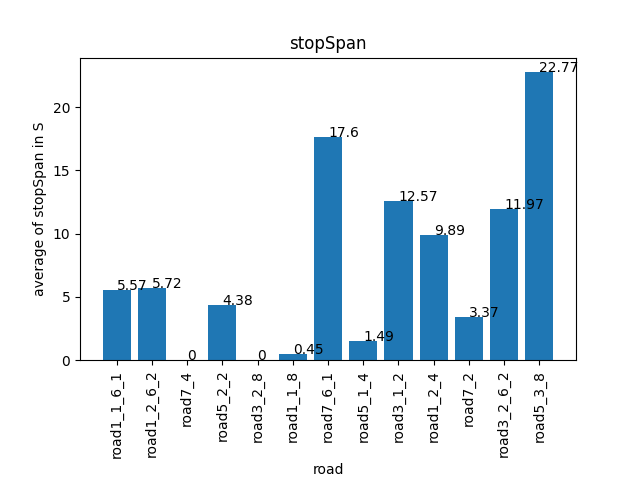 stopSpan
average of stopSpan in S
20
15
10
5
0
5.57
5.72
0
4.38
0
0.45
17.6
1.49
12.57
9.89
3.37
11.97
22.77
road1_1_6_1
road1_2_6_2
road7_4
road5_2_2
road3_2_8
road1_1_8
road7_6_1
road5_1_4
road3_1_2
road1_2_4
road7_2
road3_2_6_2
road5_3_8
road